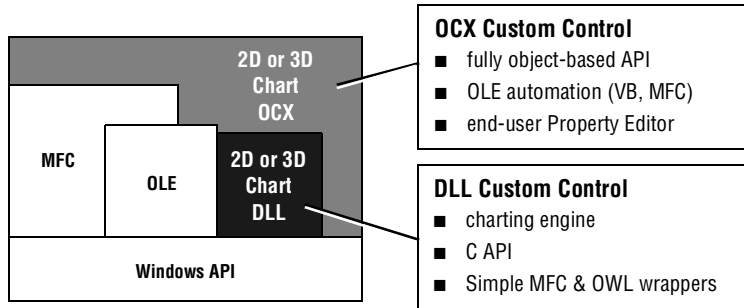 2D or 3D
Chart
OCX
MFC
OLE
2D or 3D
Chart
DLL
Windows API
OCX Custom Control
■ fully object-based API
■ OLE automation (VB, MFC)
■ end-user Property Editor
DLL Custom Control
■ charting engine
■ C API
■ Simple MFC & OWL wrappers